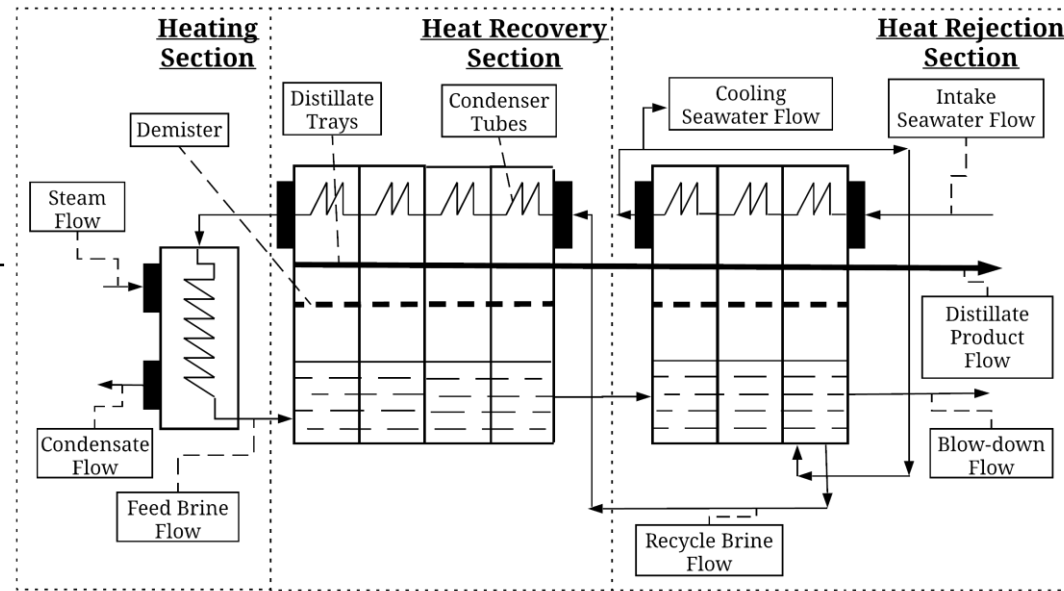 Heating
Section
Heat Recovery
Section
Heat Rejection
Section
Demister
Distillate
Trays
Condenser
Tubes
Cooling
Seawater Flow
Intake
Seawater Flow
Steam
Flow
Distillate
Product
Flow
Condensate
Flow
Blow-down
Flow
Feed Brine
Flow
Recycle Brine
Flow